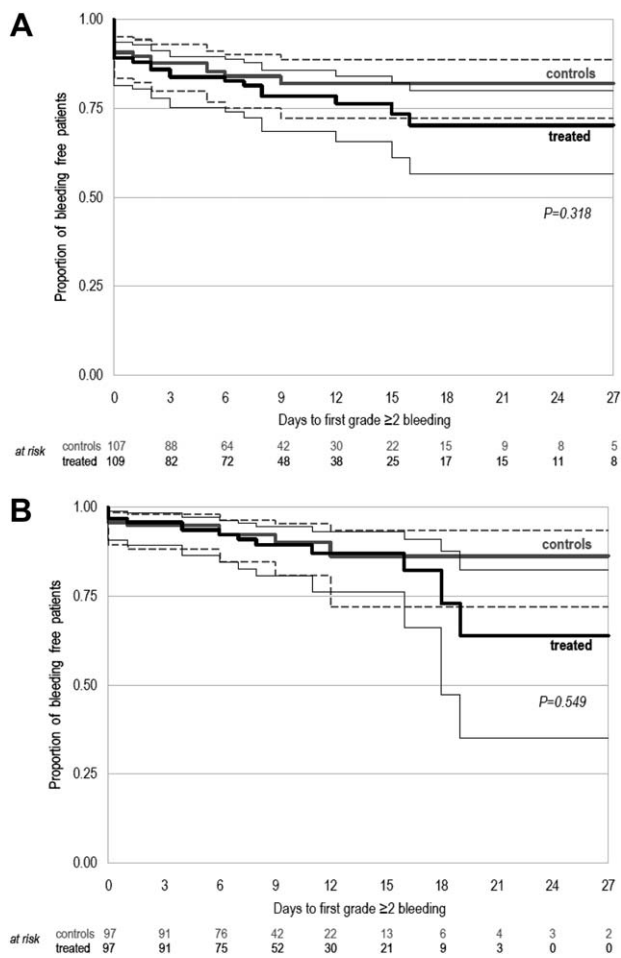 A
1.00
0.75
0.50
0.25
0.00
Proportion of bleeding free patients
controls
treated
P=0.318
0 3 6 9 12 15 18 21 24 27
Days to first grade ≥2 bleeding
at risk
controls 107 88 64 42 30 22 15 9 8 5
treated 109 82 72 48 38 25 17 15 11 8
B
1.00
0.75
0.50
0.25
0.00
Proportion of bleeding free patients
controls
treated
P=0.549
0 3 6 9 12 15 18 21 24 27
Days to first grade ≥2 bleeding
at risk
controls 97 91 76 42 22 13 6 4 3 2
treated 97 91 75 52 30 21 9 3 0 0